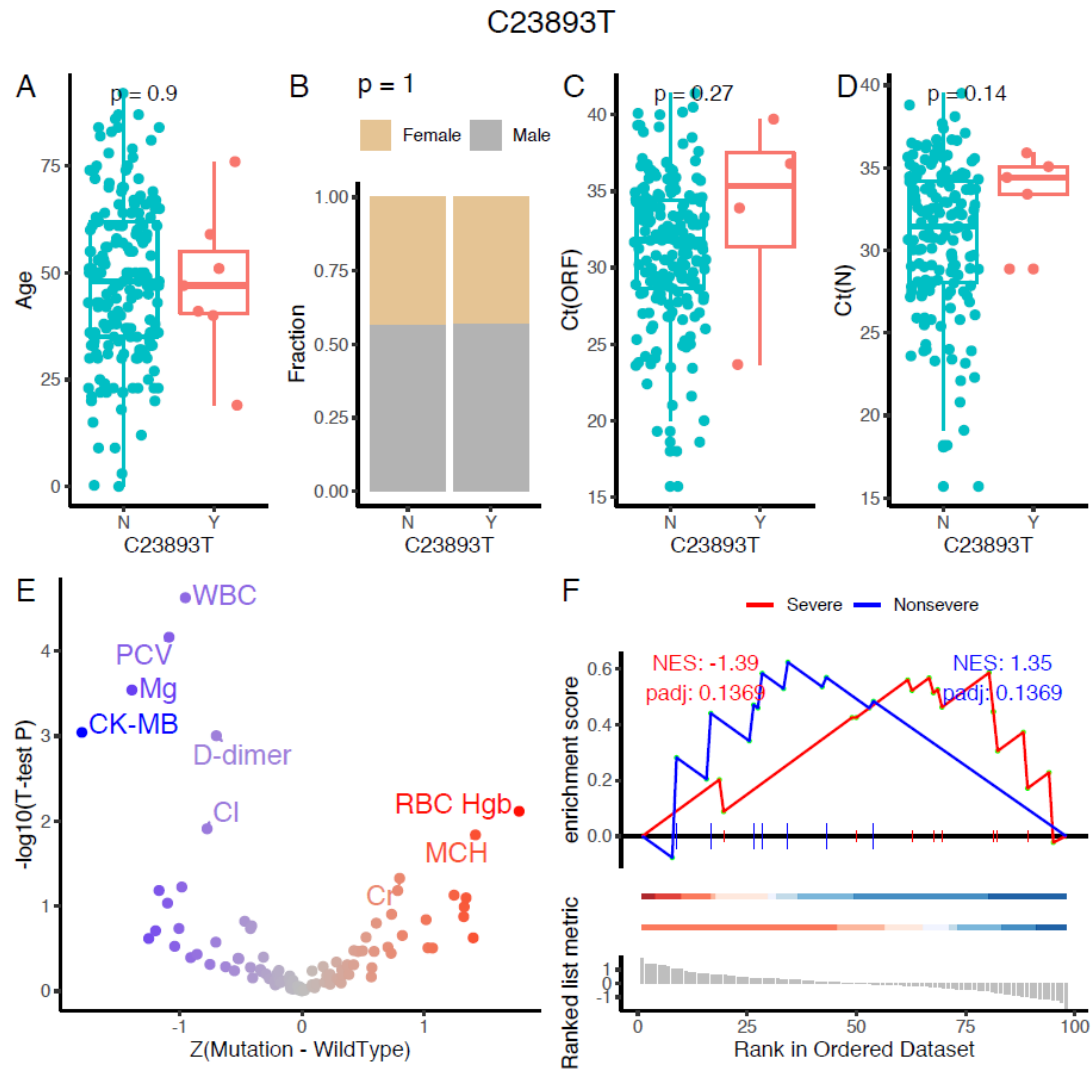 C23893T
A
p = 0.9
Age
75
50
25
0
N
Y
C23893T
B
p = 1
Female
Male
Fraction
1.00
0.75
0.50
0.25
0.00
N
Y
C23893T
C
p = 0.27
Ct(ORF)
40
35
30
25
20
15
N
Y
C23893T
D
p = 0.14
Ct(N)
40
35
30
25
20
15
N
Y
C23893T
E
WBC
PCV
Mg
CK-MB
D-dimer
Cl
RBC Hgb
MCH
Cr
-log10(T-test P)
4
3
2
1
0
-1
0
1
Z(Mutation - WildType)
F
Severe
Nonsevere
NES: -1.39
padj: 0.1369
NES: 1.35
padj: 0.1369
enrichment score
0.6
0.4
0.2
0.0
Ranked list metric
1
0
-1
0
25
50
75
100
Rank in Ordered Dataset